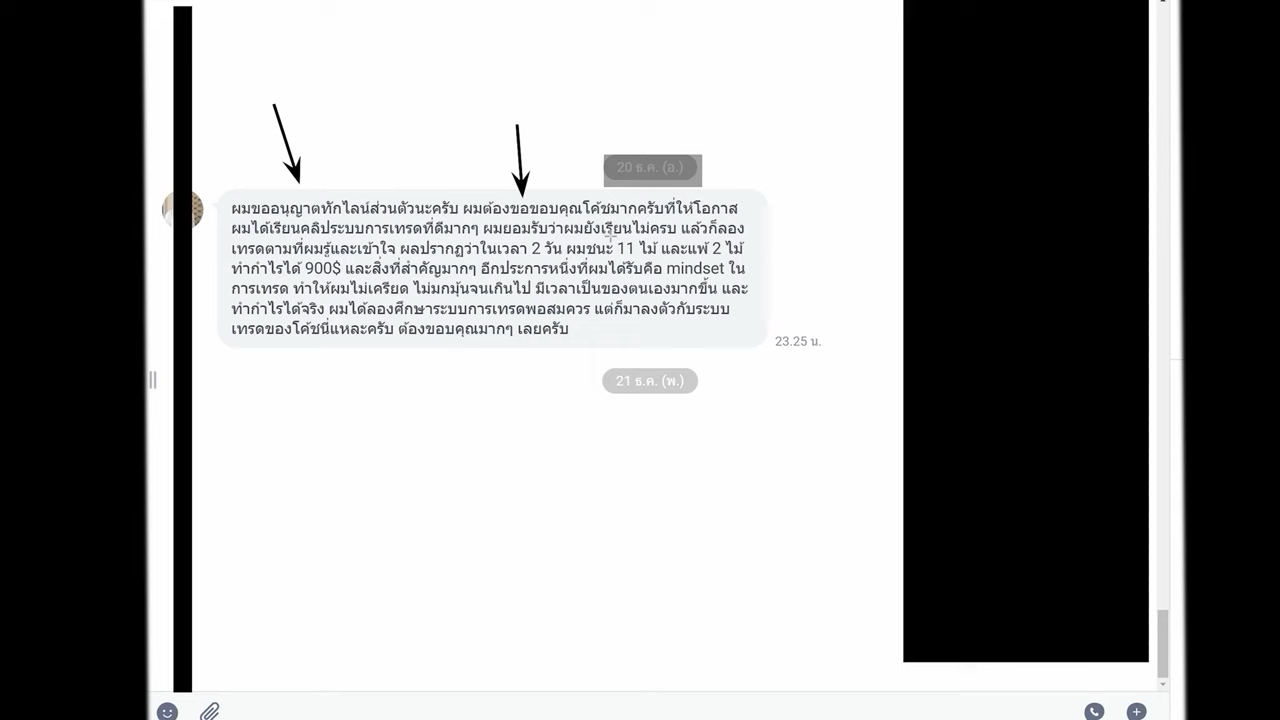 20 ธ.ค. (อ.)
ผมขออนุญาตทักไลน์ส่วนตัวนะครับ ผมต้องขอขอบคุณโค้ชมากครับที่ให้โอกาส
ผมได้เรียนคลิประบบการเทรดที่ดีมากๆ ผมยอมรับว่าผมยังเรียนไม่ครบ แล้วก็ลอง
เทรดตามที่ผมรู้และเข้าใจ ผลปรากฏว่าในเวลา 2 วัน ผมชนะ 11 ไม้ และแพ้ 2 ไม้
ทำกำไรได้ 900$ และสิ่งที่สำคัญมากๆ อีกประการหนึ่งที่ผมได้รับคือ mindset ใน
การเทรด ทำให้ผมไม่เครียด ไม่มกมุ้นจนเกินไป มีเวลาเป็นของตนเองมากขึ้น และ
ทำกำไรได้จริง ผมได้ลองศึกษาระบบการเทรดพอสมควร แต่ก็มาลงตัวกับระบบ
เทรดของโค้ชนี่แหละครับ ต้องขอบคุณมากๆ เลยครับ
23.25 น.
21 ธ.ค. (พ.)